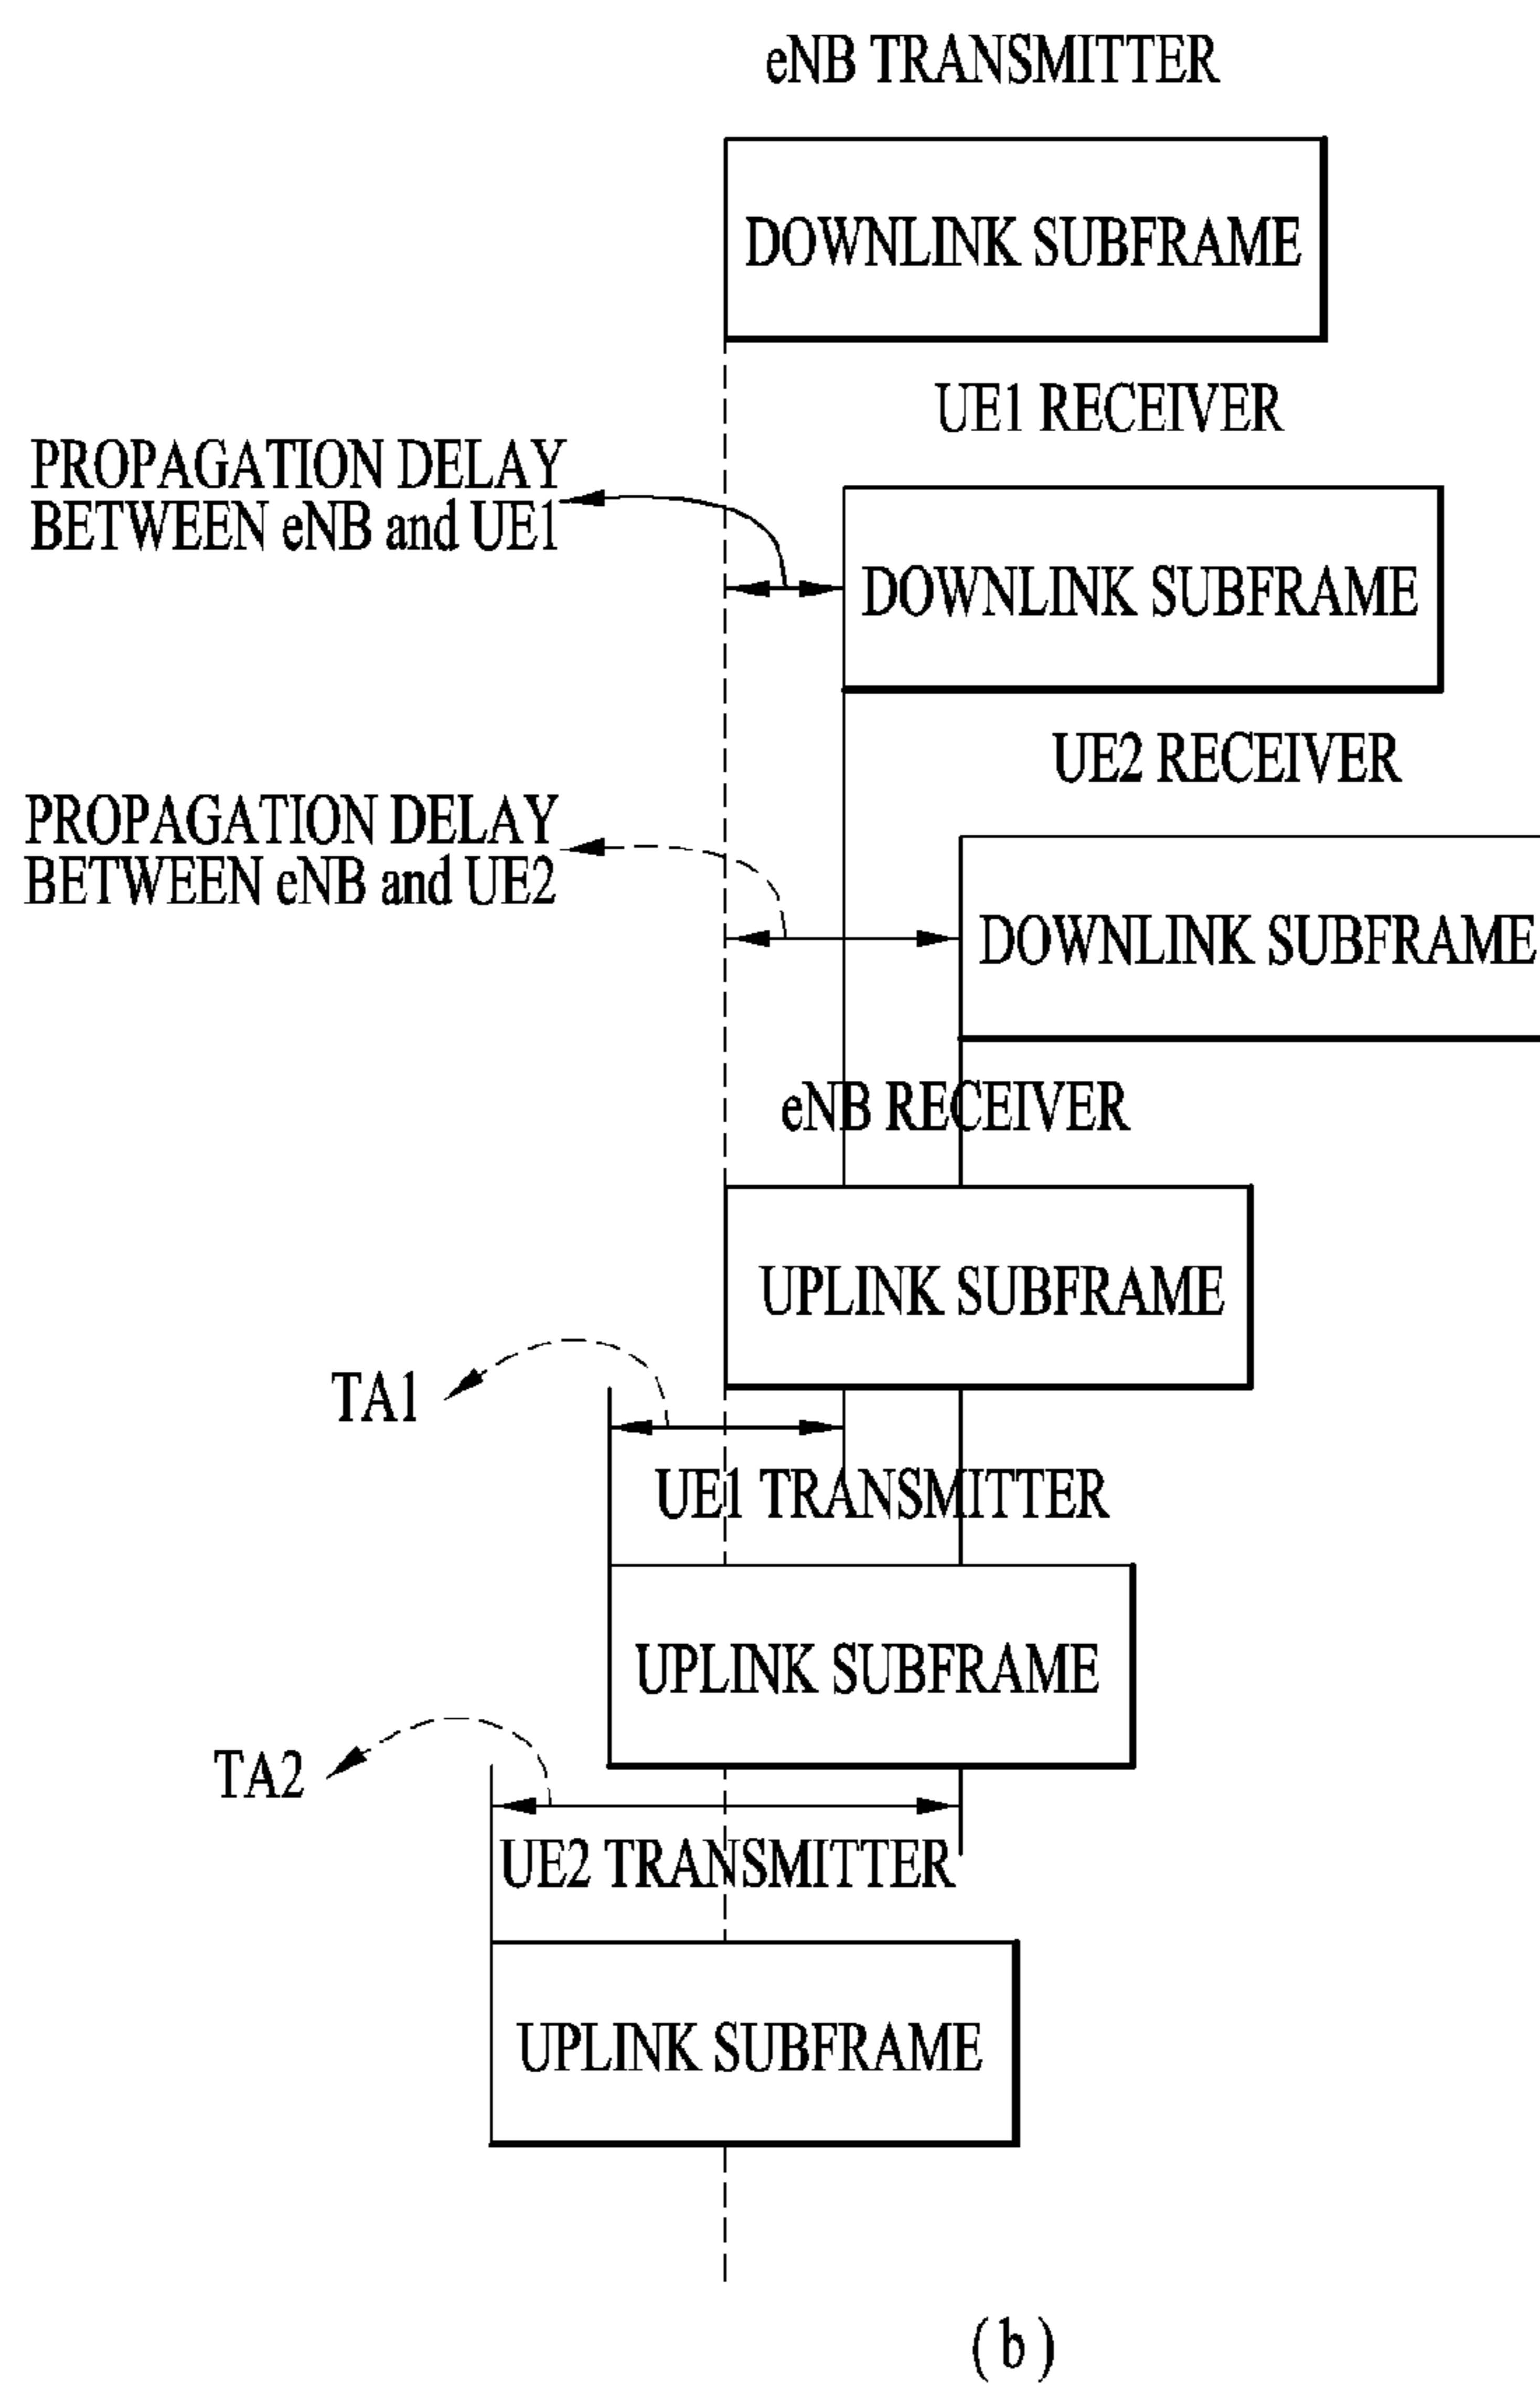 eNB TRANSMITTER
DOWNLINK SUBFRAME
UE1 RECEIVER
PROPAGATION DELAY
BETWEEN eNB and UE1
DOWNLINK SUBFRAME
UE2 RECEIVER
PROPAGATION DELAY
BETWEEN eNB and UE2
DOWNLINK SUBFRAME
eNB RECEIVER
UPLINK SUBFRAME
TA1
UE1 TRANSMITTER
UPLINK SUBFRAME
TA2
UE2 TRANSMITTER
UPLINK SUBFRAME
(b)